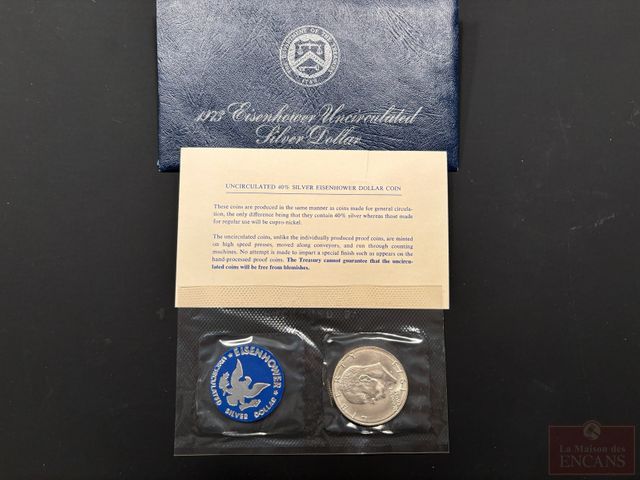 1973 Eisenhower Uncirculated
Silver Dollar
UNCIRCULATED 40% SILVER EISENHOWER DOLLAR COIN
These coins are produced in the same manner as coins made for general circula-
tion, the only difference being that they contain 40% silver whereas those made
for regular use will be cupro-nickel.
The uncirculated coins, unlike the individually produced proof coins, are minted
on high speed presses, moved along conveyors, and run through counting
machines. No attempt is made to impart a special finish such as appears on the
hand-processed proof coins. The Treasury cannot guarantee that the uncircu-
lated coins will be free from blemishes.
EISENHOWER
UNCIRCULATED SILVER DOLLAR
La Maison des
ENCANS